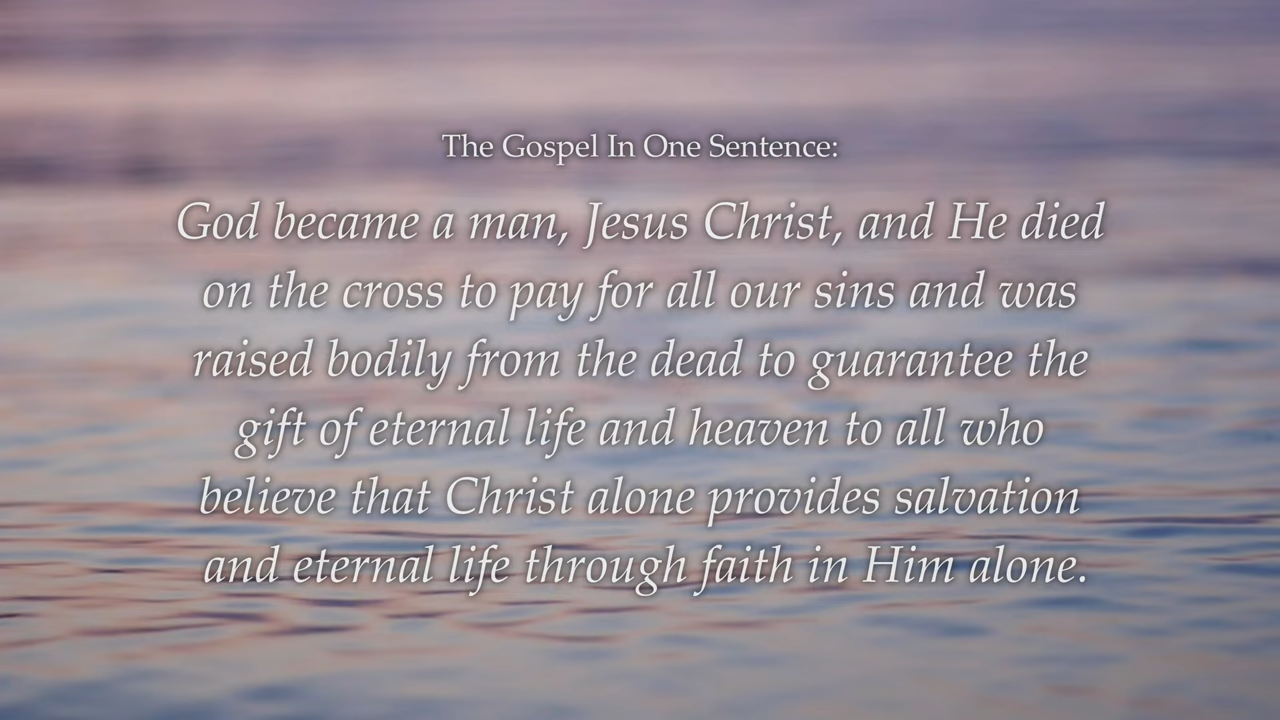 The Gospel In One Sentence:
God became a man, Jesus Christ, and He died
on the cross to pay for all our sins and was
raised bodily from the dead to guarantee the
gift of eternal life and heaven to all who
believe that Christ alone provides salvation
and eternal life through faith in Him alone.